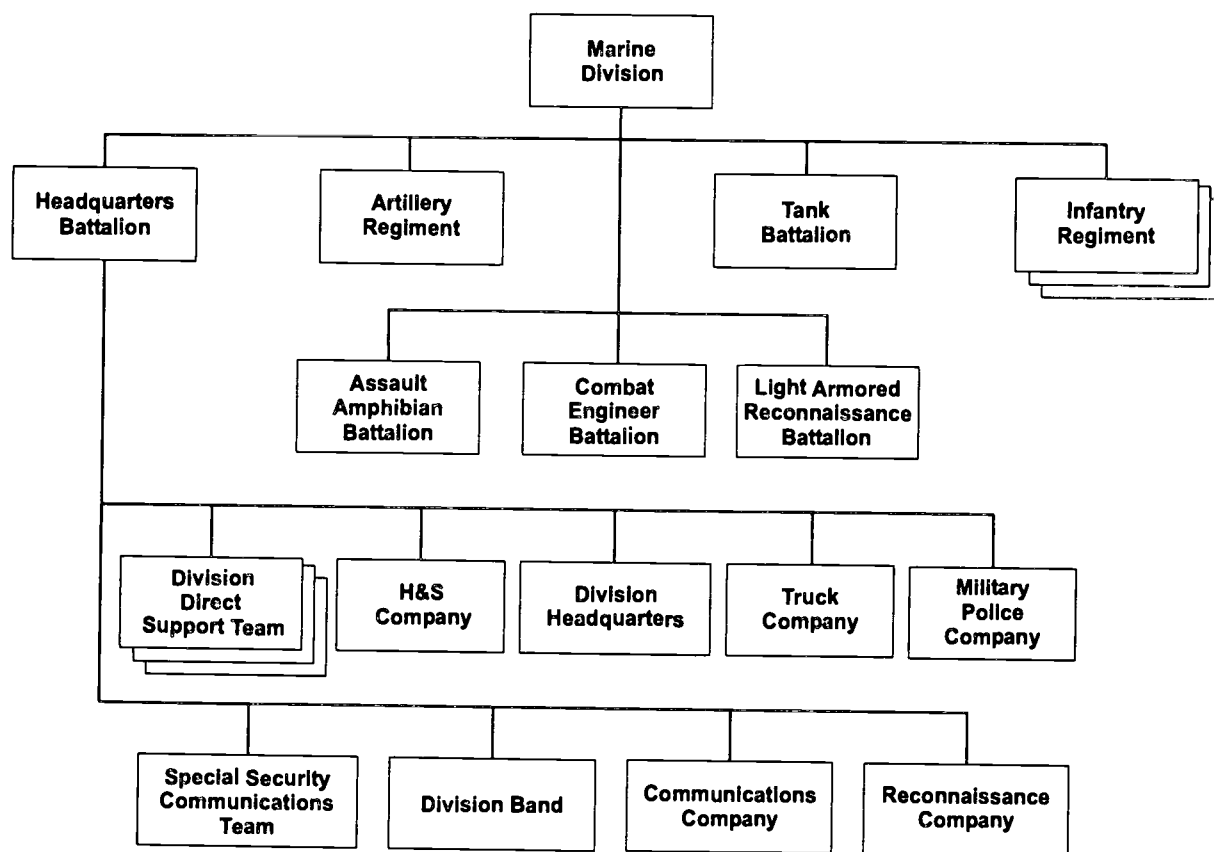 Marine
Division
Headquarters
Battalion
Artillery
Regiment
Tank
Battalion
Infantry
Regiment
Assault
Amphibian
Battalion
Combat
Engineer
Battalion
Light Armored
Reconnaissance
Battalion
Division
Direct
Support Team
H&S
Company
Division
Headquarters
Truck
Company
Military
Police
Company
Special Security
Communications
Team
Division Band
Communications
Company
Reconnaissance
Company